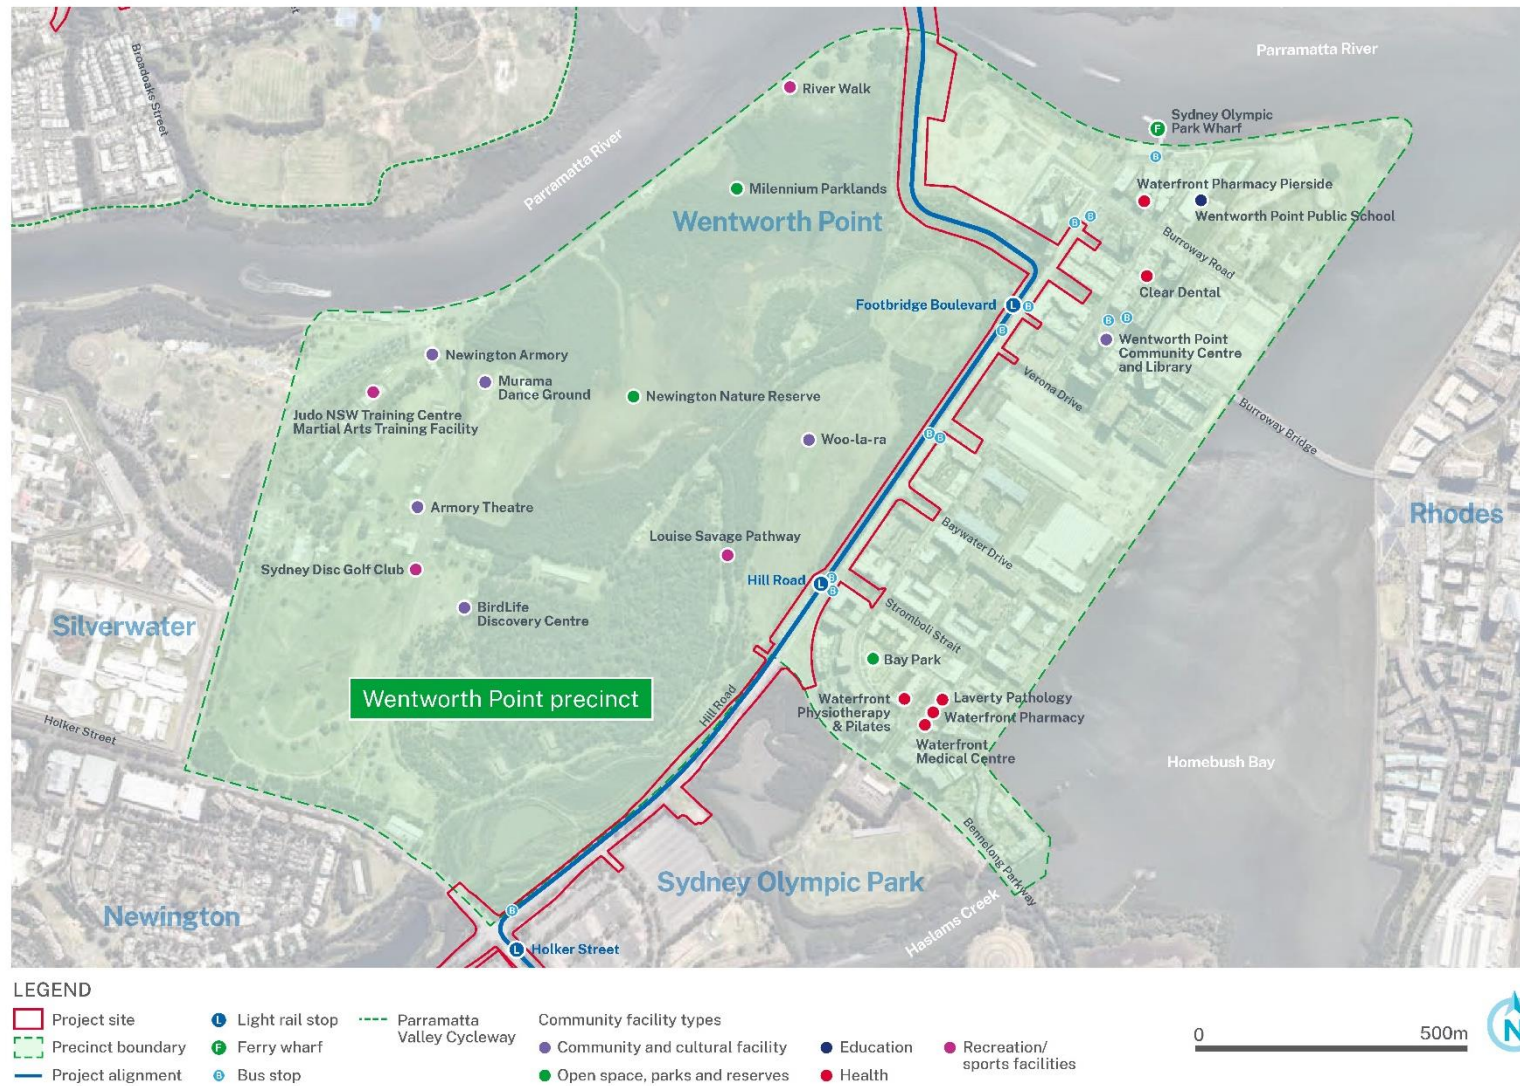 Broadoaks Street
Street
Parramatta River
Parramatta River
River Walk
Sydney Olympic
Park Wharf
F
B
Milennium Parklands
Waterfront Pharmacy Pierside
Wentworth Point Public School
Wentworth Point
B B
Burroway Road
Clear Dental
Footbridge Boulevard
L
B
B
B B
Wentworth Point
Community Centre
and Library
Newington Armory
Murama
Dance Ground
Judo NSW Training Centre
Martial Arts Training Facility
Newington Nature Reserve
Verona Drive
Burroway Bridge
Woo-la-ra
B B
Armory Theatre
Rhodes
Louise Savage Pathway
Baywater Drive
Sydney Disc Golf Club
Hill Road
L
B
B
BirdLife
Discovery Centre
Stromboli Strait
Silverwater
Bay Park
Wentworth Point precinct
Hill Road
Waterfront
Physiotherapy
& Pilates
Laverty Pathology
Waterfront Pharmacy
Waterfront
Medical Centre
Holker Street
Homebush Bay
Bennelong Parkway
Sydney Olympic Park
Newington
Haslams Creek
B
L
Holker Street
LEGEND
Project site
Precinct boundary
Project alignment
L Light rail stop
F Ferry wharf
B Bus stop
Parramatta
Valley Cycleway
Community facility types
Community and cultural facility
Open space, parks and reserves
Education
Health
Recreation/
sports facilities
0
500m
N